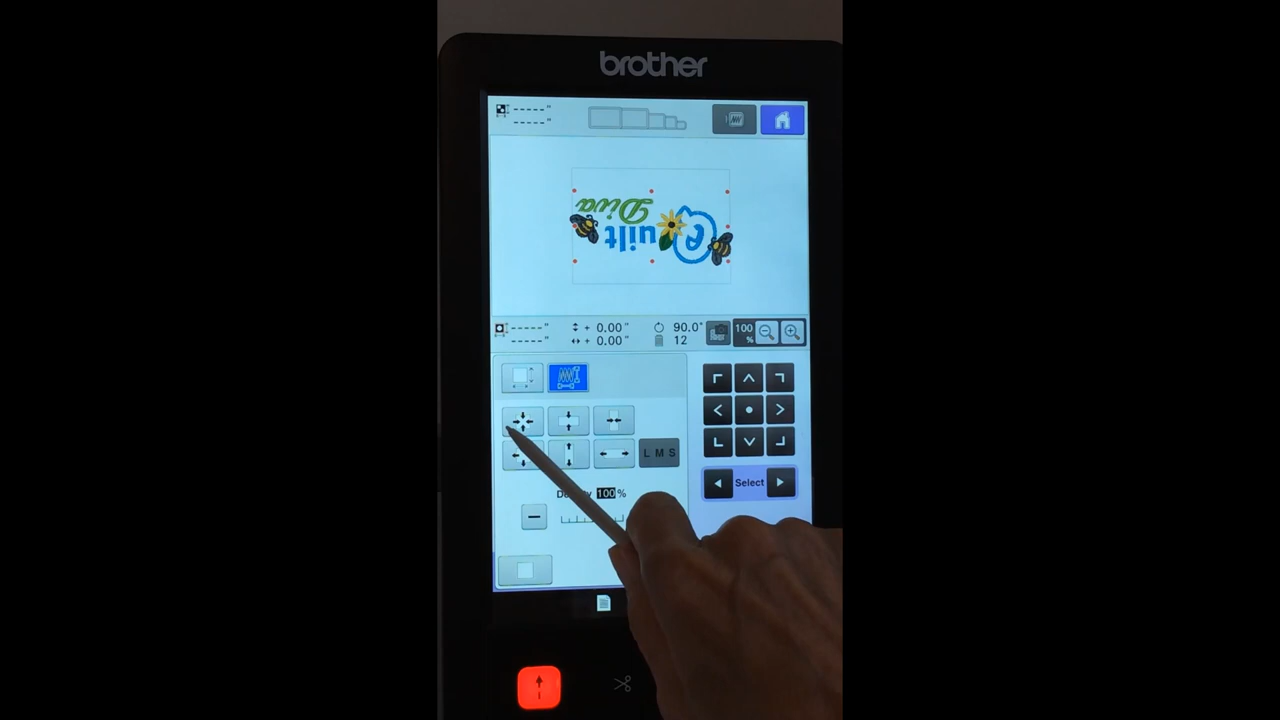 brother
-----"
-----"
Diva
Quilt
-----" + 0.00" 90.0° 100
-----" + 0.00" 12 %
L M S
100 %
Select